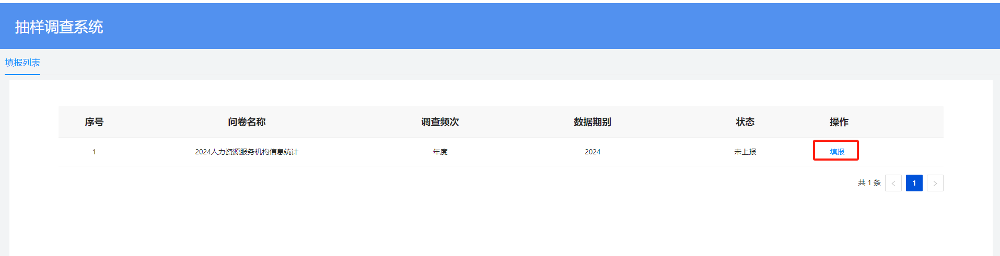 抽样调查系统
填报列表
序号 问卷名称 调查频次 数据期别 状态 操作
1 2024人力资源服务机构信息统计 年度 2024 未上报 填报
共 1 条 < 1 >